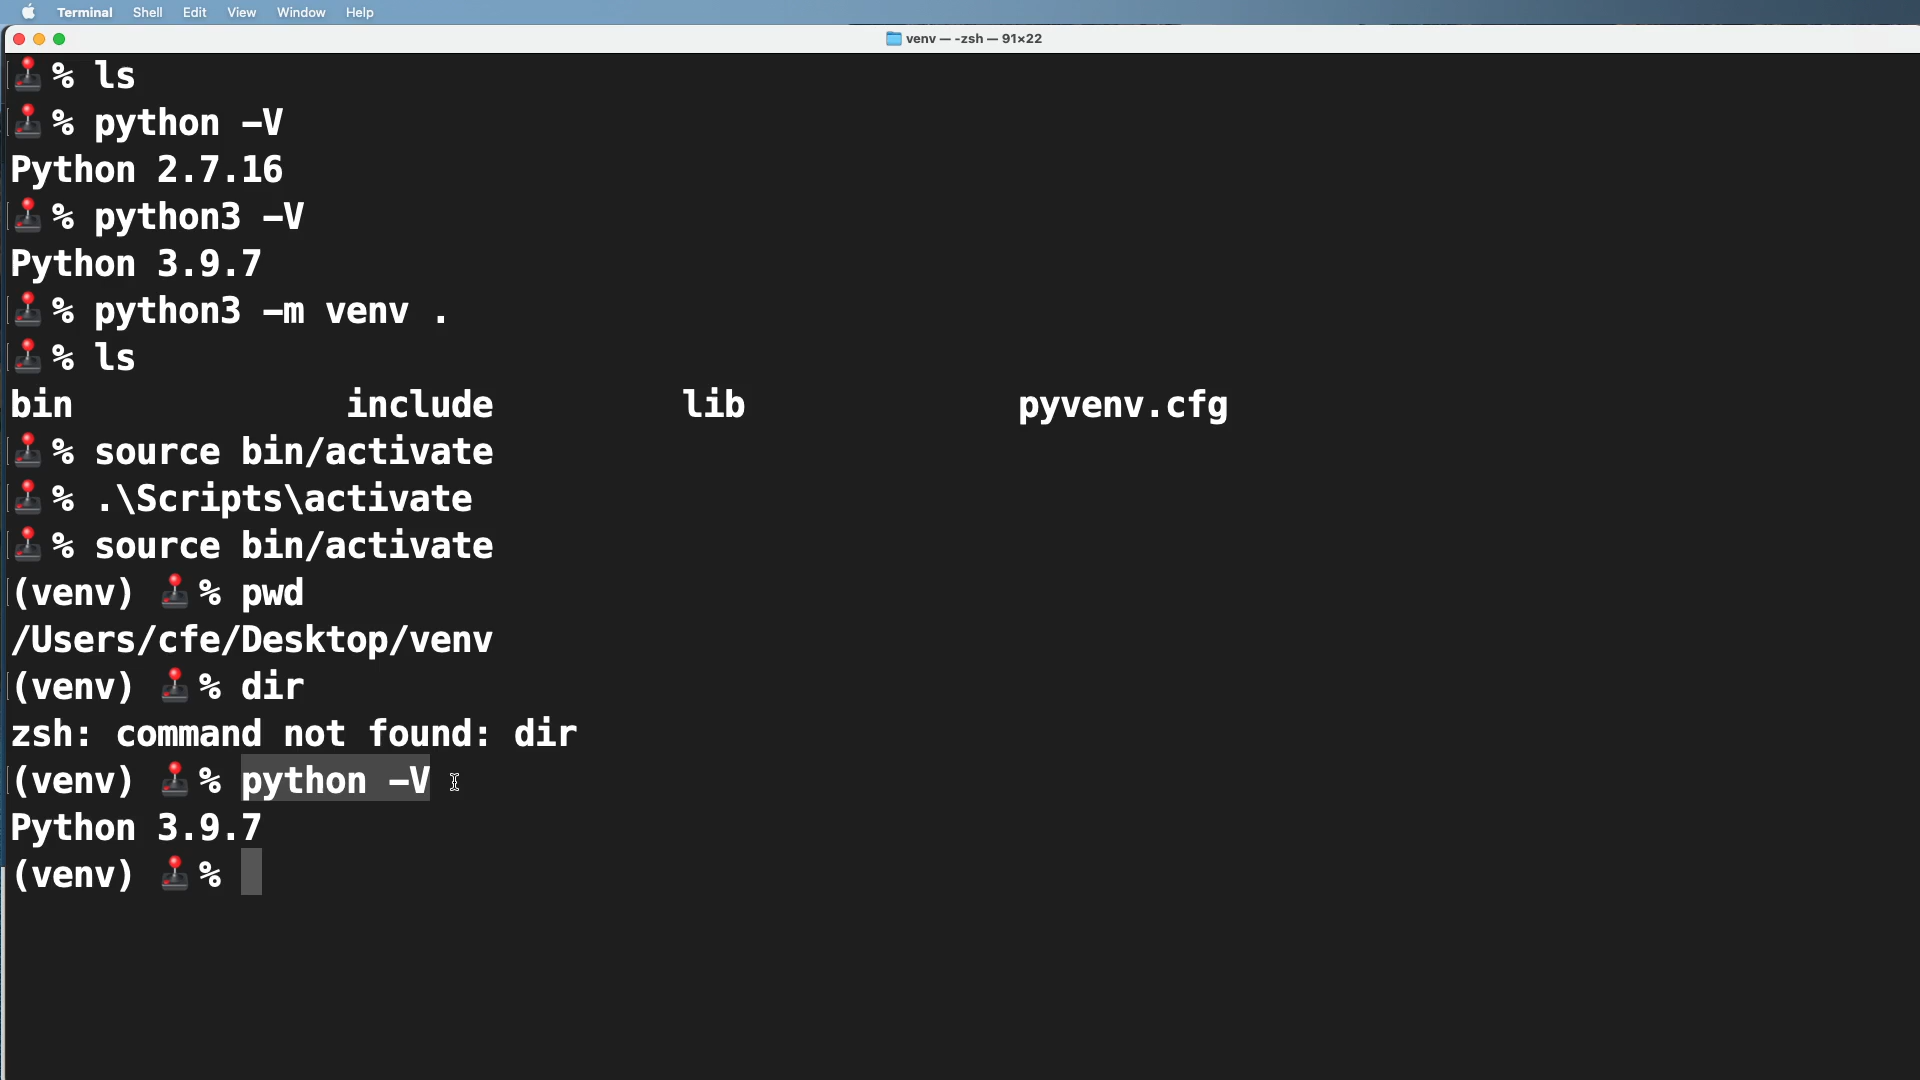 Terminal Shell Edit View Window Help
venv — -zsh — 91×22
% ls
% python -V
Python 2.7.16
% python3 -V
Python 3.9.7
% python3 -m venv .
% ls
bin include lib pyvenv.cfg
% source bin/activate
% .\Scripts\activate
% source bin/activate
(venv) % pwd
/Users/cfe/Desktop/venv
(venv) % dir
zsh: command not found: dir
(venv) % python -V
Python 3.9.7
(venv) %